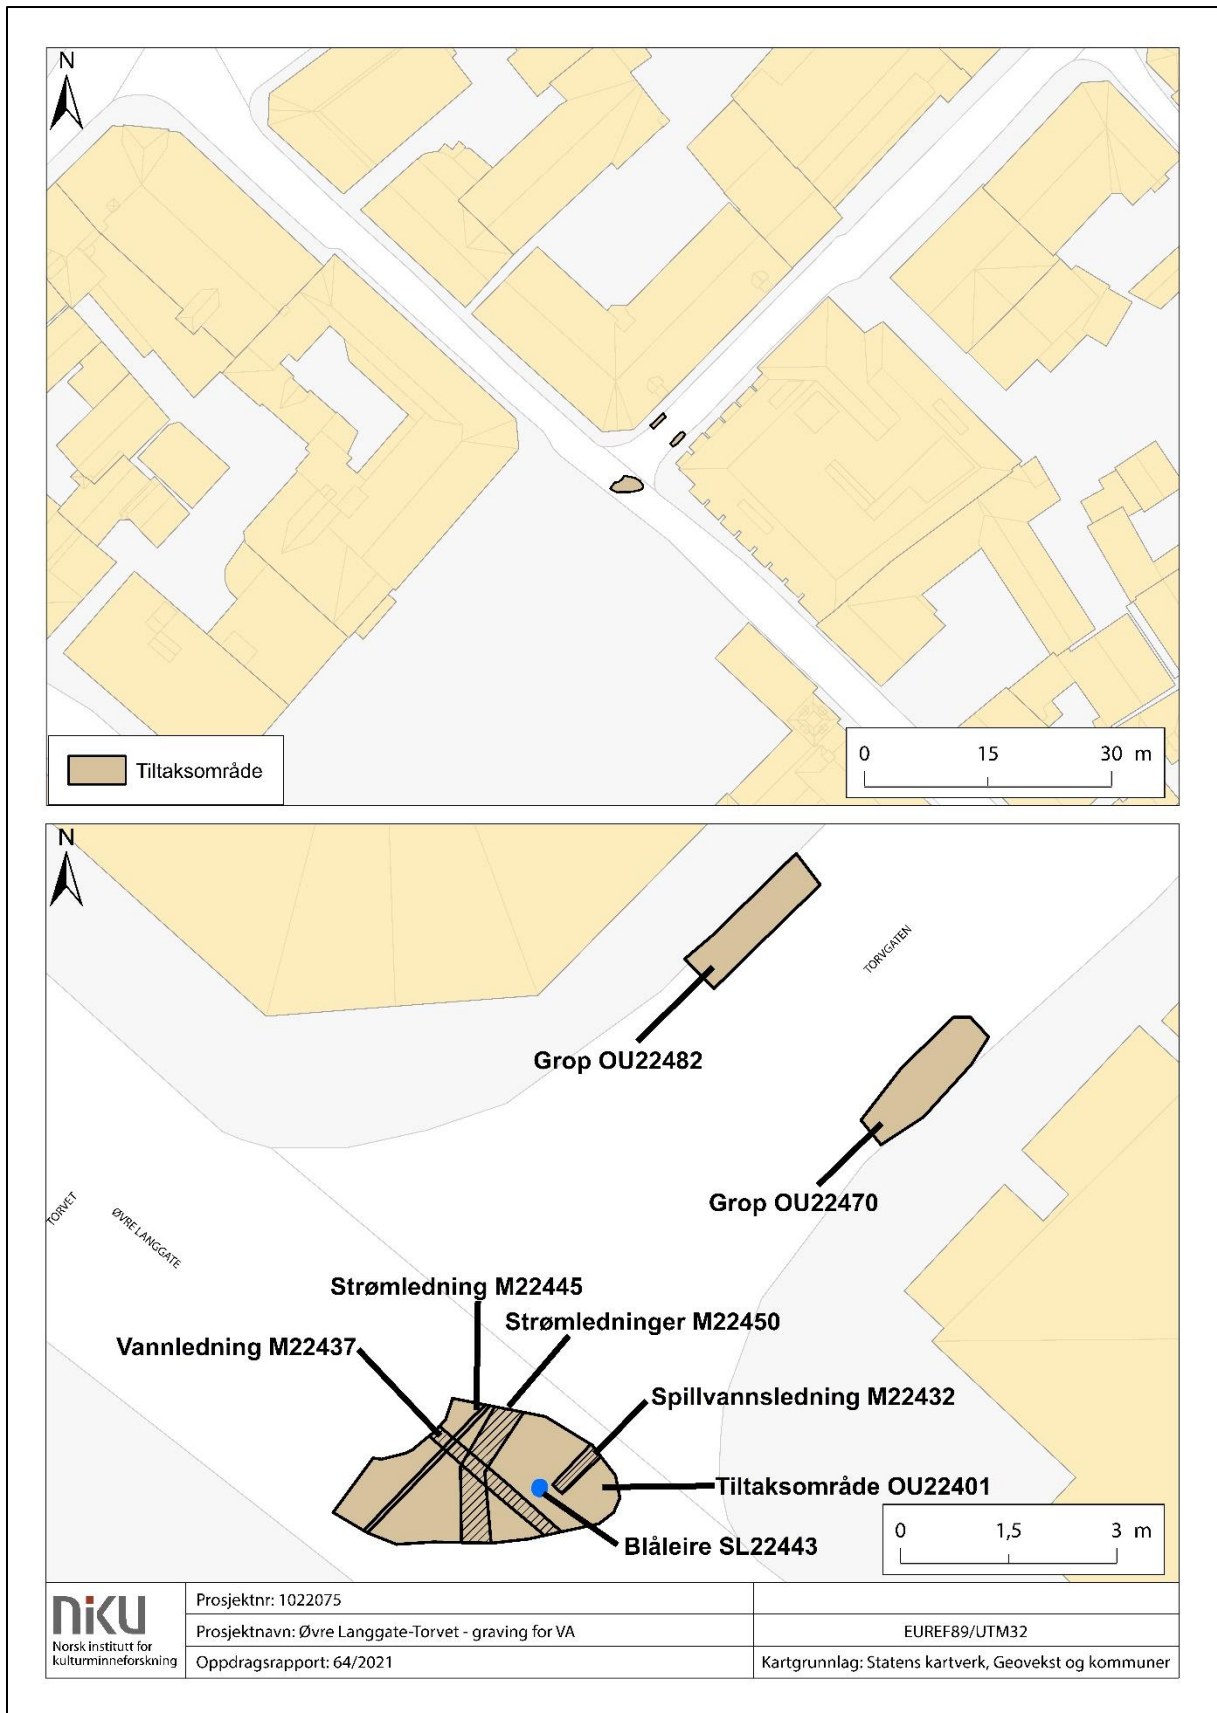 N
Tiltaksområde
0 15 30 m
N
TORVGATEN
Grop OU22482
Grop OU22470
TORVET
ØVRE LANGGATE
Strømledning M22445
Strømledninger M22450
Vannledning M22437
Spillvannsledning M22432
Tiltaksområde OU22401
Blåleire SL22443
0 1,5 3 m
NIKU
Norsk institutt for
kulturminneforskning
Prosjektnr: 1022075
Prosjektnavn: Øvre Langgate-Torvet - graving for VA
EUREF89/UTM32
Oppdragsrapport: 64/2021
Kartgrunnlag: Statens kartverk, Geovekst og kommuner